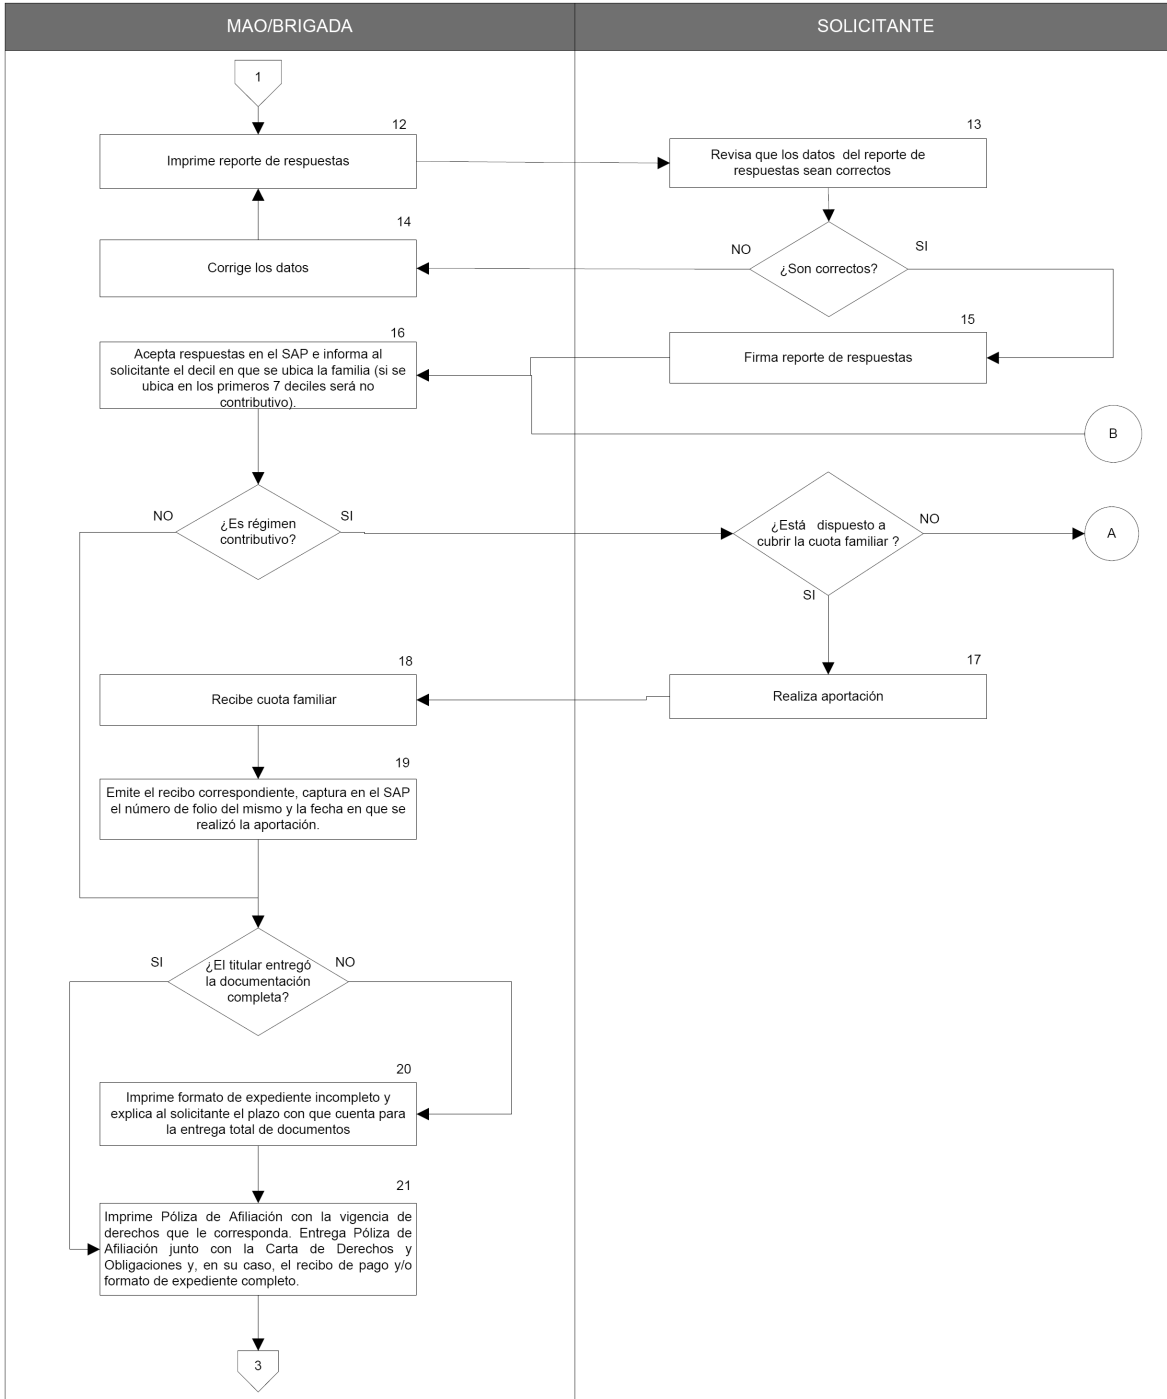 MAO/BRIGADA
SOLICITANTE
1
12
Imprime reporte de respuestas
13
Revisa que los datos del reporte de
respuestas sean correctos
14
Corrige los datos
NO
¿Son correctos?
SI
15
Firma reporte de respuestas
16
Acepta respuestas en el SAP e informa al
solicitante el decil en que se ubica la familia (si se
ubica en los primeros 7 deciles será no
contributivo).
B
NO
¿Es régimen
contributivo?
SI
¿Está dispuesto a
cubrir la cuota familiar ?
NO
A
SI
17
Realiza aportación
18
Recibe cuota familiar
19
Emite el recibo correspondiente, captura en el SAP
el número de folio del mismo y la fecha en que se
realizó la aportación.
SI
¿El titular entregó
la documentación
completa?
NO
20
Imprime formato de expediente incompleto y
explica al solicitante el plazo con que cuenta para
la entrega total de documentos
21
Imprime Póliza de Afiliación con la vigencia de
derechos que le corresponda. Entrega Póliza de
Afiliación junto con la Carta de Derechos y
Obligaciones y, en su caso, el recibo de pago y/o
formato de expediente completo.
3